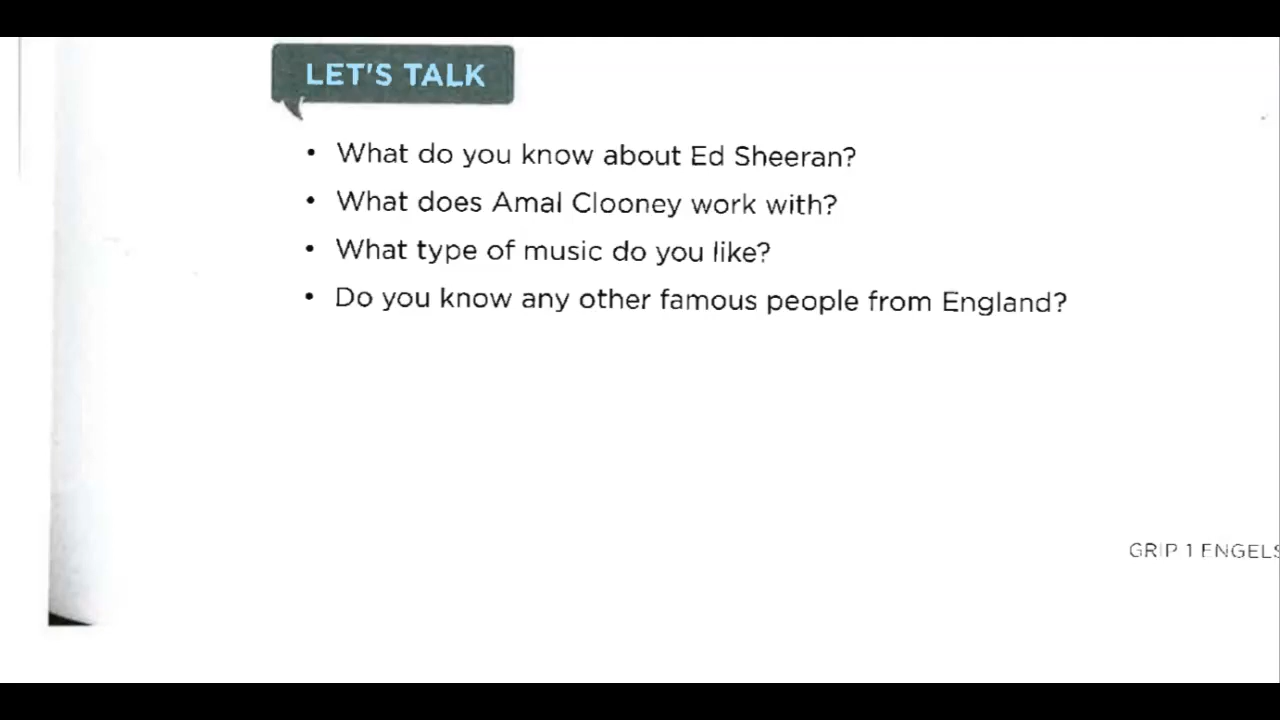 LET'S TALK
• What do you know about Ed Sheeran?
• What does Amal Clooney work with?
• What type of music do you like?
• Do you know any other famous people from England?
GRIP 1 ENGELS